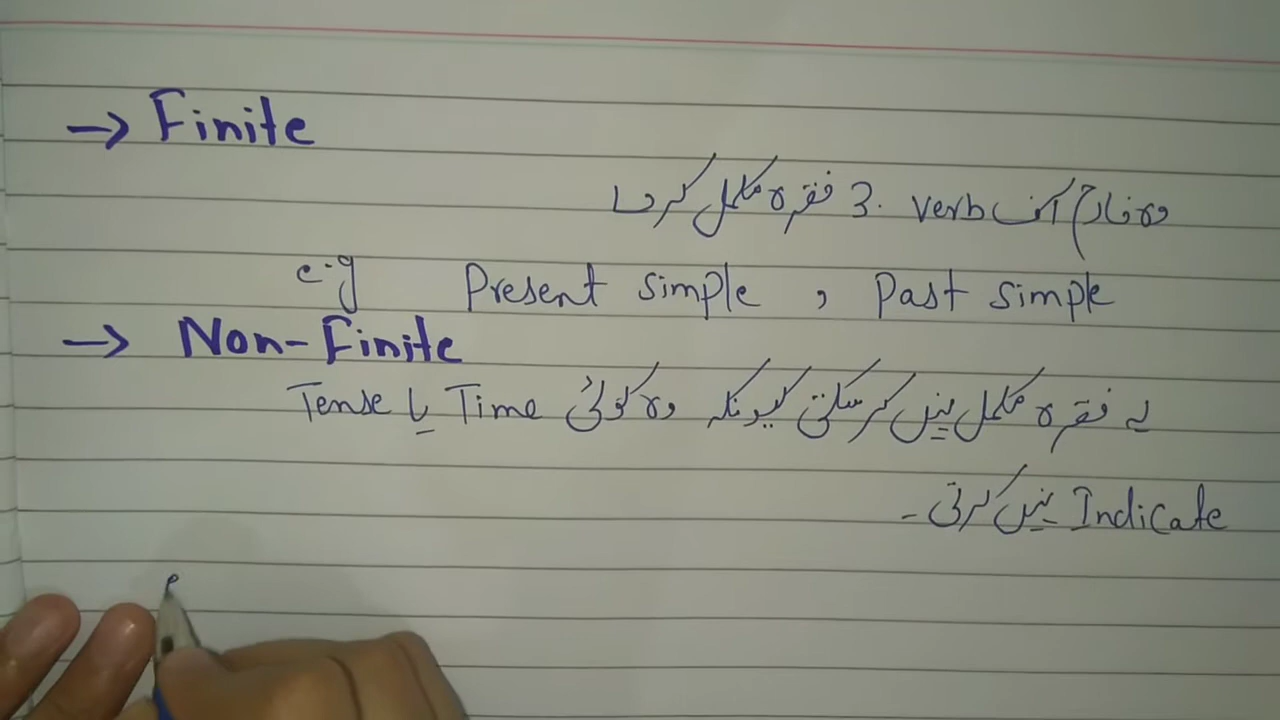 → Finite
وہ فارم آف verb 3. فقرہ مکمل کرے
e.g Present simple , Past simple
→ Non-Finite
یہ فقرہ مکمل نہیں کر سکتی کیونکہ وہ کوئی Time یا Tense
Indicate نہیں کرتی ۔